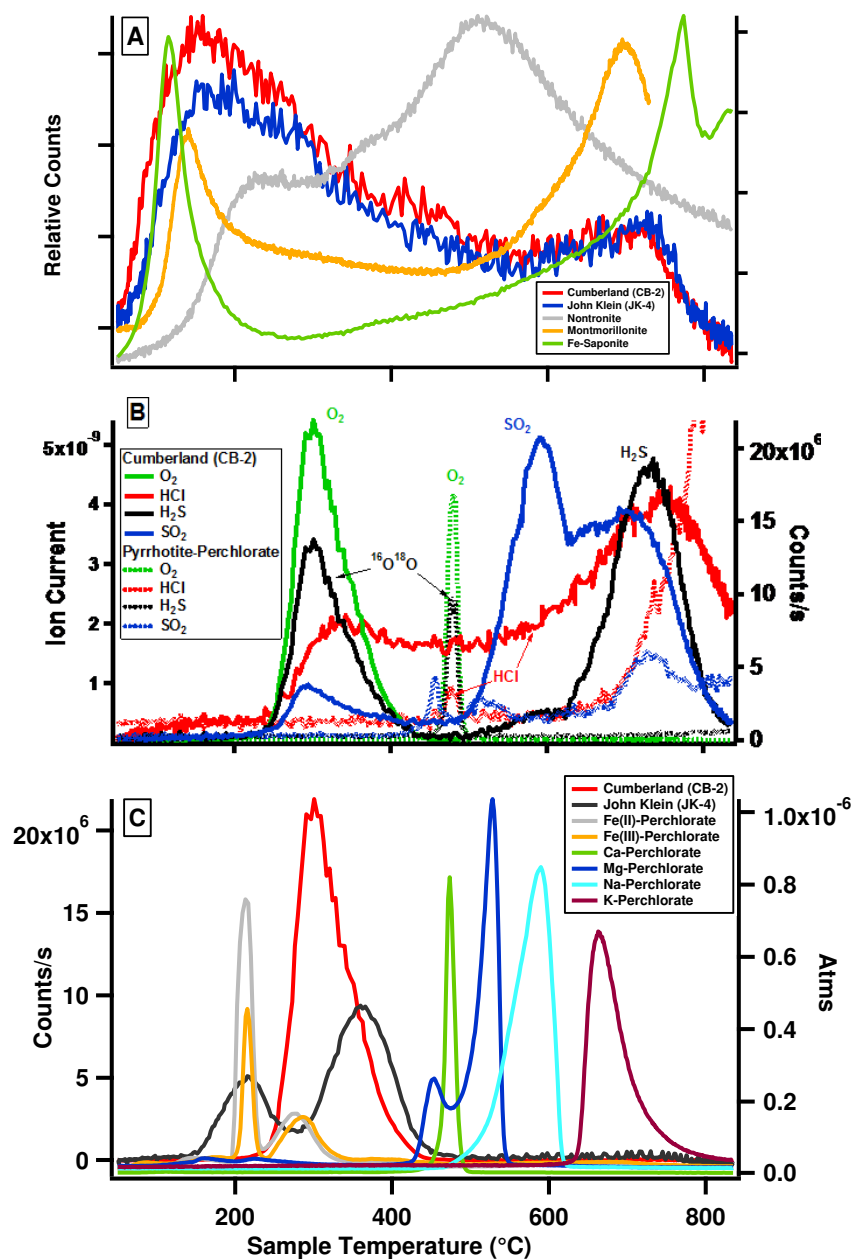 A
Relative Counts
Cumberland (CB-2)
John Klein (JK-4)
Nontronite
Montmorillonite
Fe-Saponite
B
O2
SO2
H2S
O2
16O18O
HCl
5x10-9
4
3
2
1
Ion Current
20x106
15
10
5
0
Counts/s
Cumberland (CB-2)
O2
HCl
H2S
SO2
Pyrrhotite-Perchlorate
O2
HCl
H2S
SO2
C
Cumberland (CB-2)
John Klein (JK-4)
Fe(II)-Perchlorate
Fe(III)-Perchlorate
Ca-Perchlorate
Mg-Perchlorate
Na-Perchlorate
K-Perchlorate
20x106
15
10
5
0
Counts/s
1.0x10-6
0.8
0.6
0.4
0.2
0.0
Atms
200 400 600 800
Sample Temperature (°C)